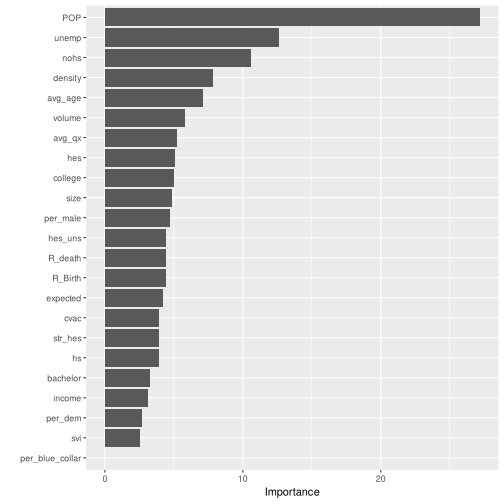 POP
unemp
nohs
density
avg_age
volume
avg_qx
hes
college
size
per_male
hes_uns
R_death
R_Birth
expected
cvac
str_hes
hs
bachelor
income
per_dem
svi
per_blue_collar
0 10 20
Importance